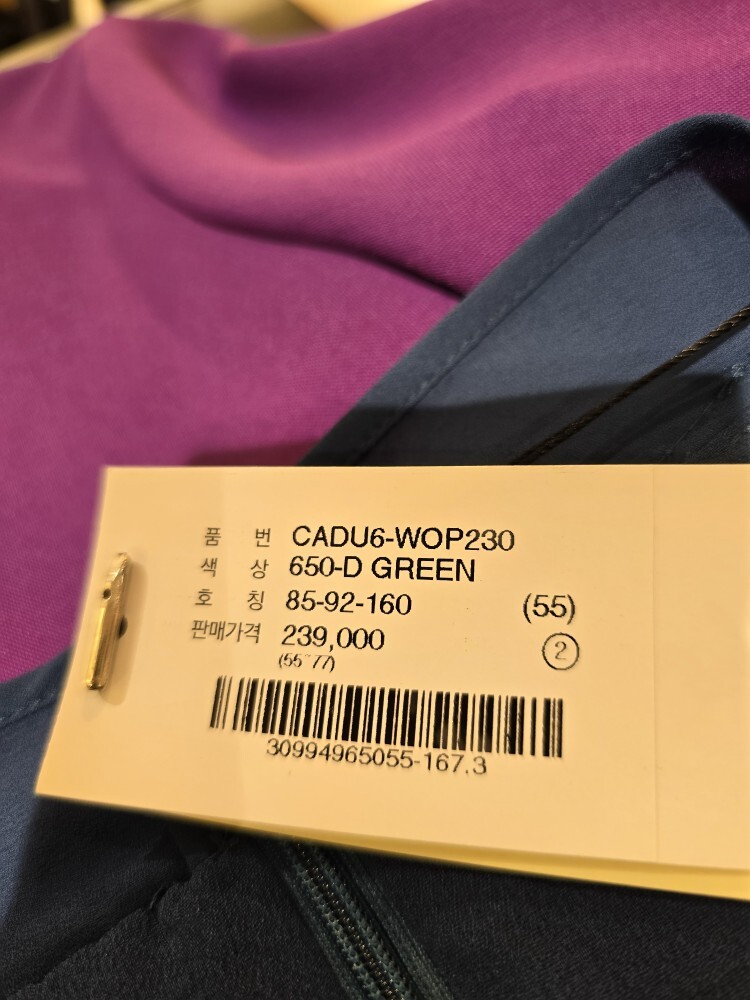 품 번 CADU6-WOP230
색 상 650-D GREEN
호 칭 85-92-160 (55)
판매가격 239,000 2
(55~77)
30994965055-167.3